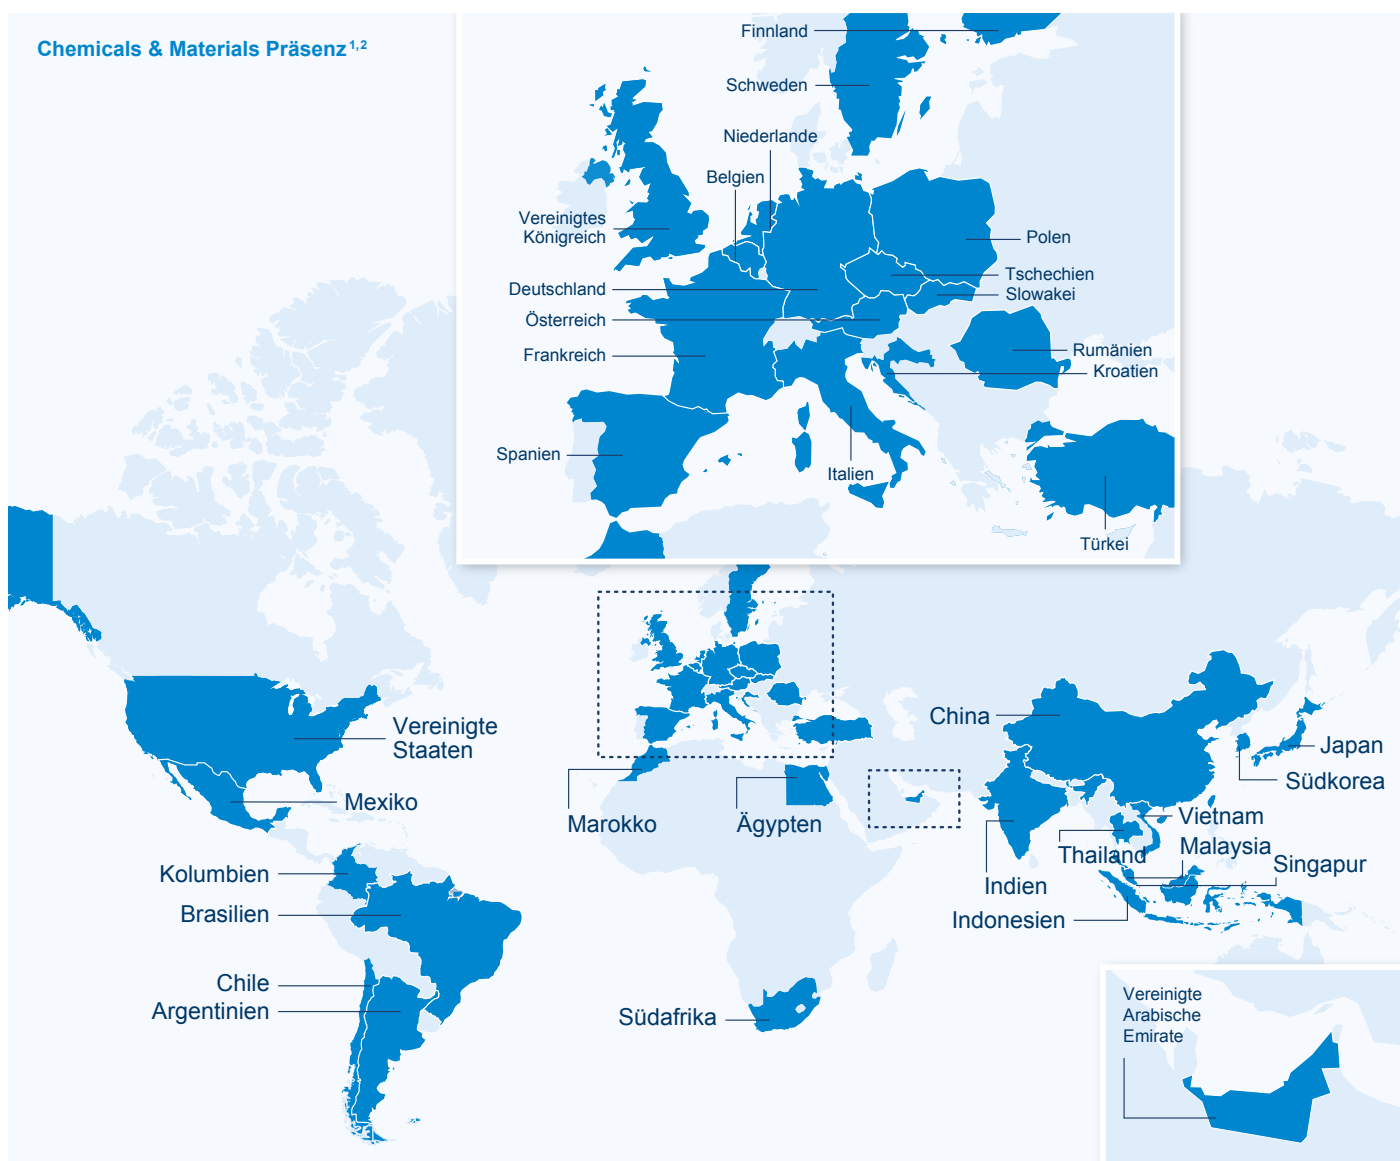 Chemicals & Materials Präsenz 1, 2
Finnland
Schweden
Niederlande
Belgien
Vereinigtes
Königreich
Polen
Tschechien
Deutschland
Slowakei
Österreich
Frankreich
Rumänien
Kroatien
Spanien
Italien
Türkei
Vereinigte
Staaten
Mexiko
Marokko
Ägypten
China
Japan
Südkorea
Vietnam
Thailand
Malaysia
Singapur
Indien
Indonesien
Kolumbien
Brasilien
Chile
Argentinien
Südafrika
Vereinigte
Arabische
Emirate